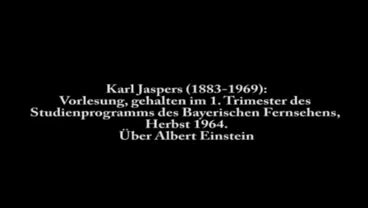 Karl Jaspers (1883-1969):
Vorlesung, gehalten im 1. Trimester des
Studienprogramms des Bayerischen Fernsehens,
Herbst 1964.
Über Albert Einstein